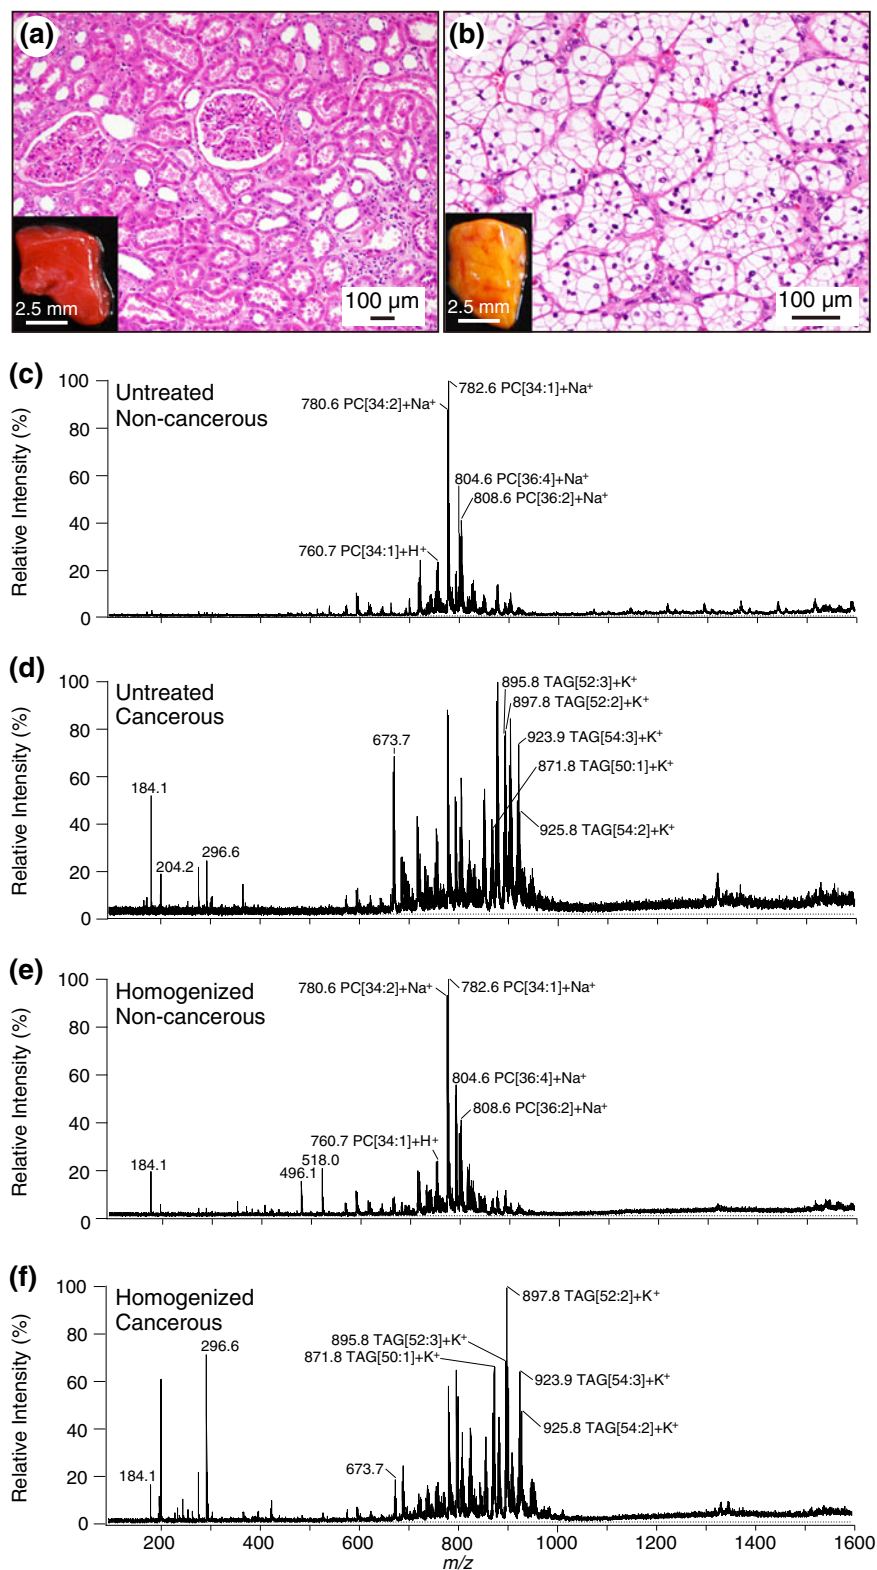 (a)
2.5 mm
100 µm
(b)
2.5 mm
100 µm
(c)
Relative Intensity (%)
100
80
60
40
20
0
Untreated
Non-cancerous
782.6 PC[34:1]+Na⁺
780.6 PC[34:2]+Na⁺
804.6 PC[36:4]+Na⁺
808.6 PC[36:2]+Na⁺
760.7 PC[34:1]+H⁺
(d)
Relative Intensity (%)
100
80
60
40
20
0
Untreated
Cancerous
895.8 TAG[52:3]+K⁺
897.8 TAG[52:2]+K⁺
923.9 TAG[54:3]+K⁺
871.8 TAG[50:1]+K⁺
925.8 TAG[54:2]+K⁺
673.7
184.1
204.2
296.6
(e)
Relative Intensity (%)
100
80
60
40
20
0
Homogenized
Non-cancerous
780.6 PC[34:2]+Na⁺
782.6 PC[34:1]+Na⁺
804.6 PC[36:4]+Na⁺
808.6 PC[36:2]+Na⁺
760.7 PC[34:1]+H⁺
184.1
496.1
518.0
(f)
Relative Intensity (%)
100
80
60
40
20
0
Homogenized
Cancerous
897.8 TAG[52:2]+K⁺
895.8 TAG[52:3]+K⁺
871.8 TAG[50:1]+K⁺
923.9 TAG[54:3]+K⁺
925.8 TAG[54:2]+K⁺
296.6
673.7
184.1
200
400
600
800
1000
1200
1400
1600
m/z